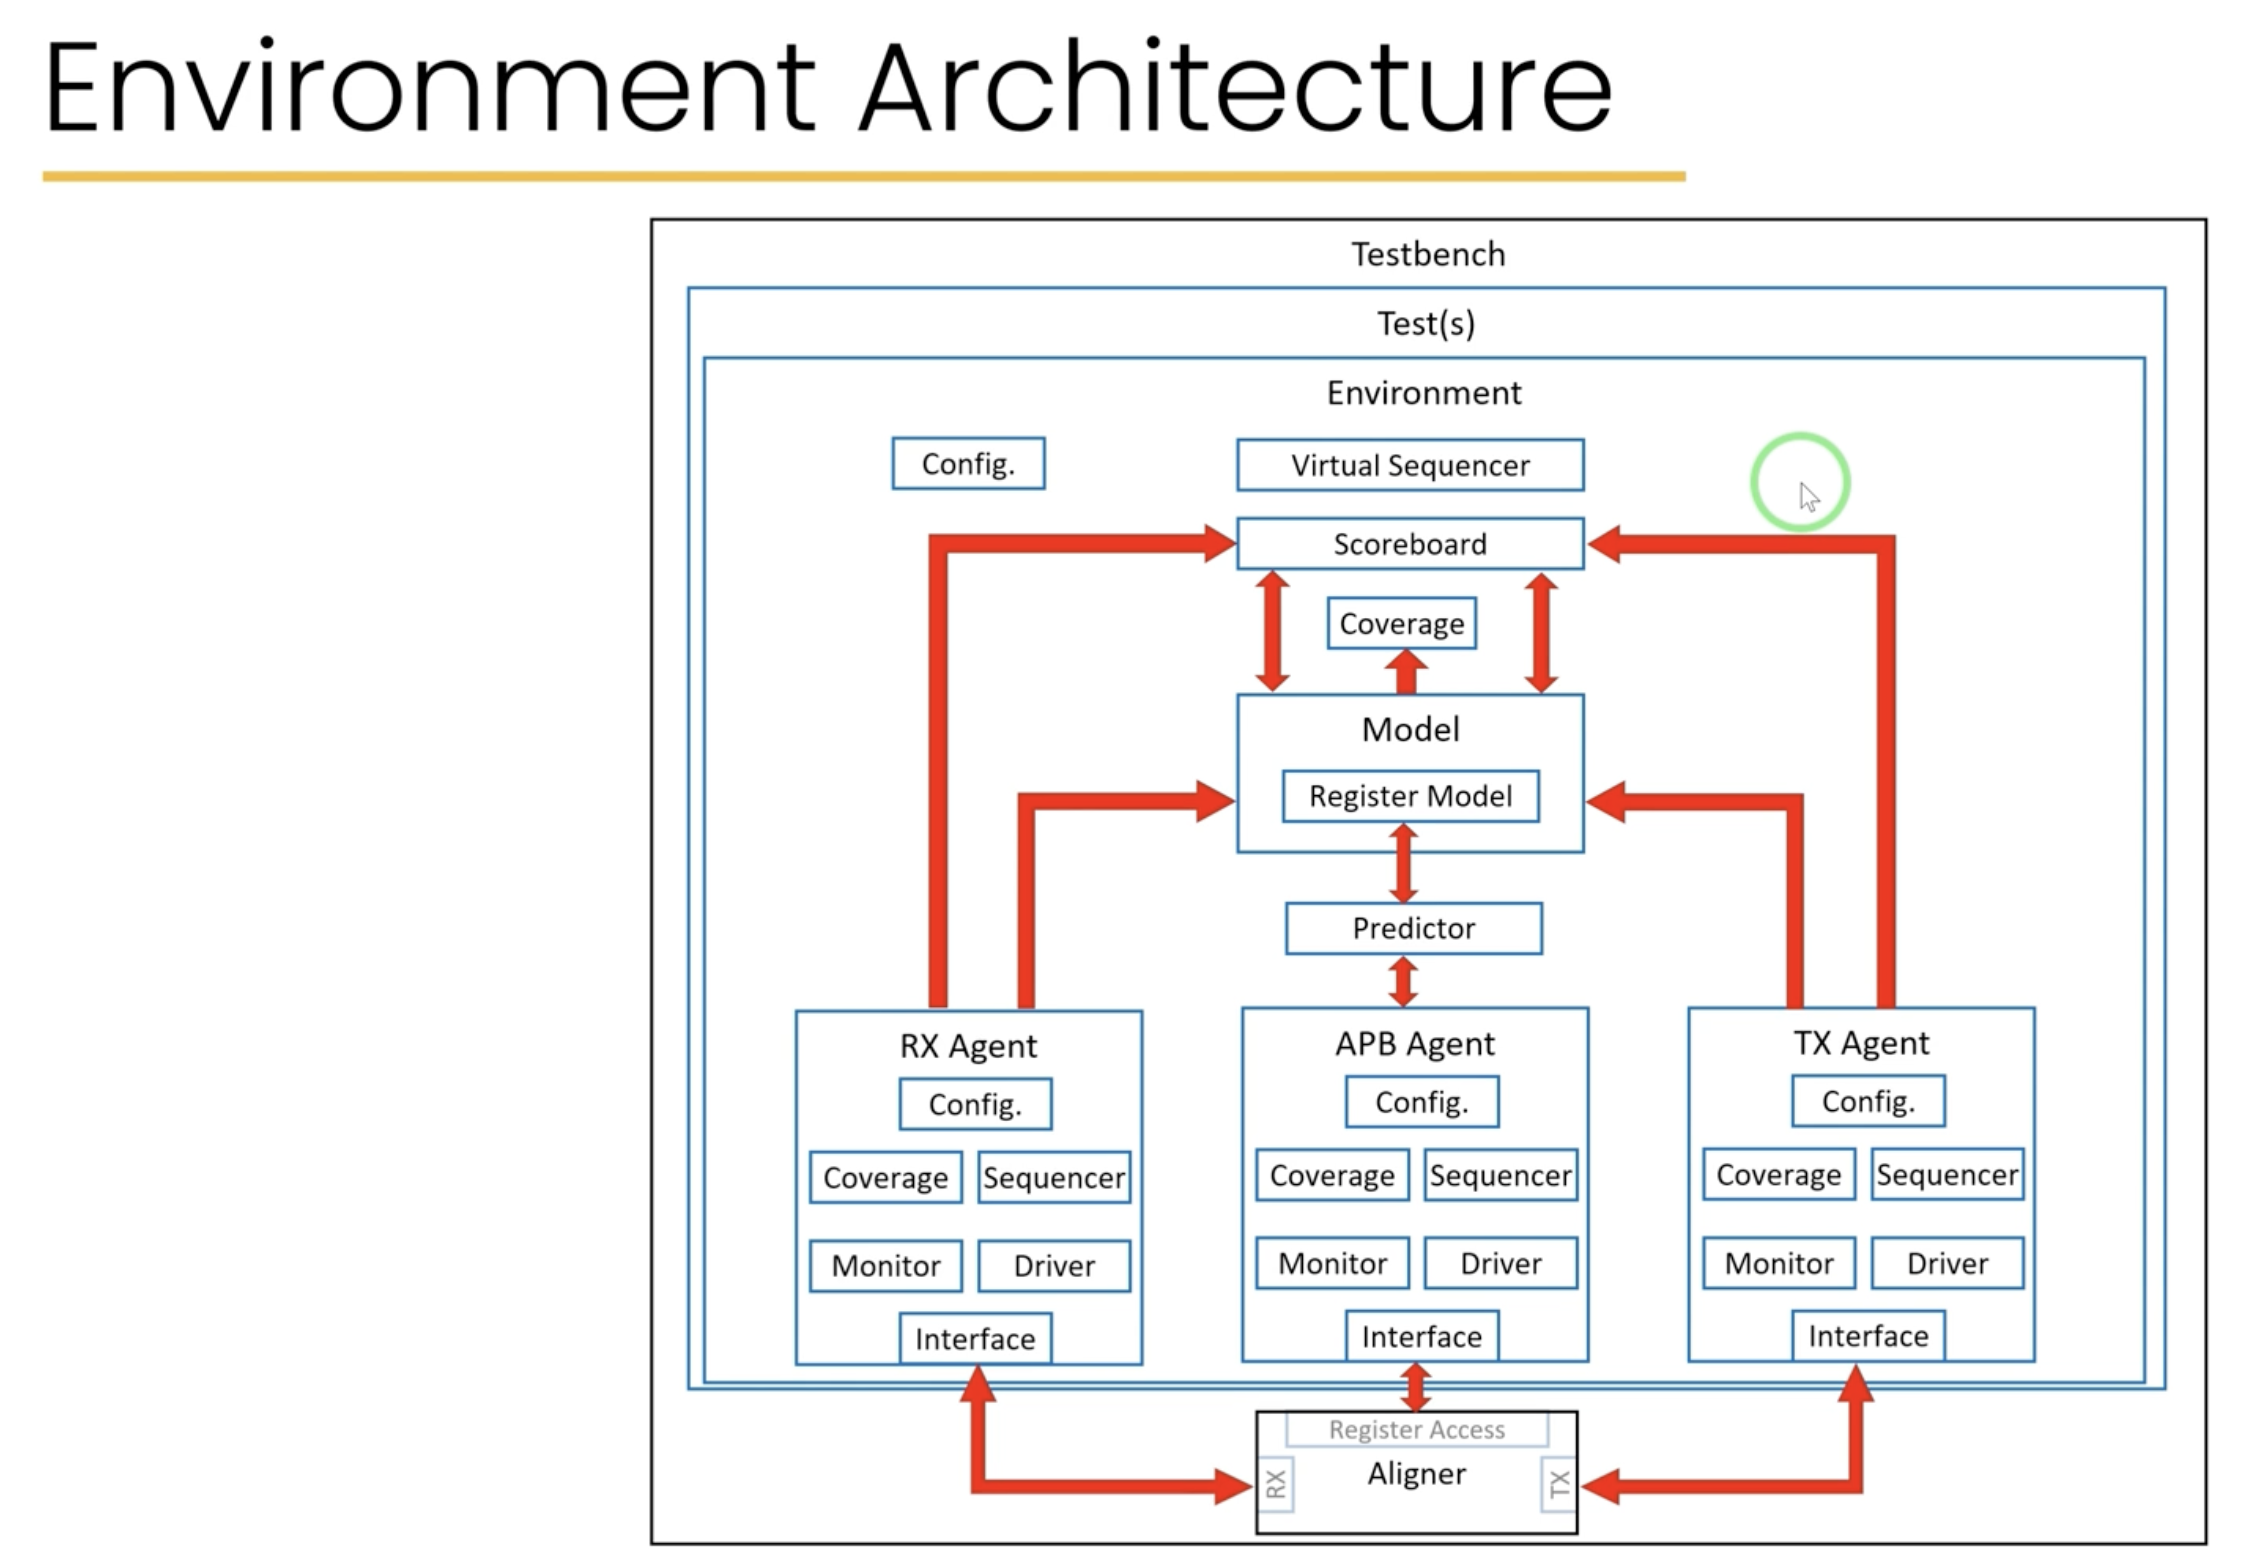 Environment Architecture
Testbench
Test(s)
Environment
Config.
Virtual Sequencer
Scoreboard
Coverage
Model
Register Model
Predictor
RX Agent
Config.
Coverage
Sequencer
Monitor
Driver
Interface
APB Agent
Config.
Coverage
Sequencer
Monitor
Driver
Interface
TX Agent
Config.
Coverage
Sequencer
Monitor
Driver
Interface
Register Access
RX
Aligner
TX